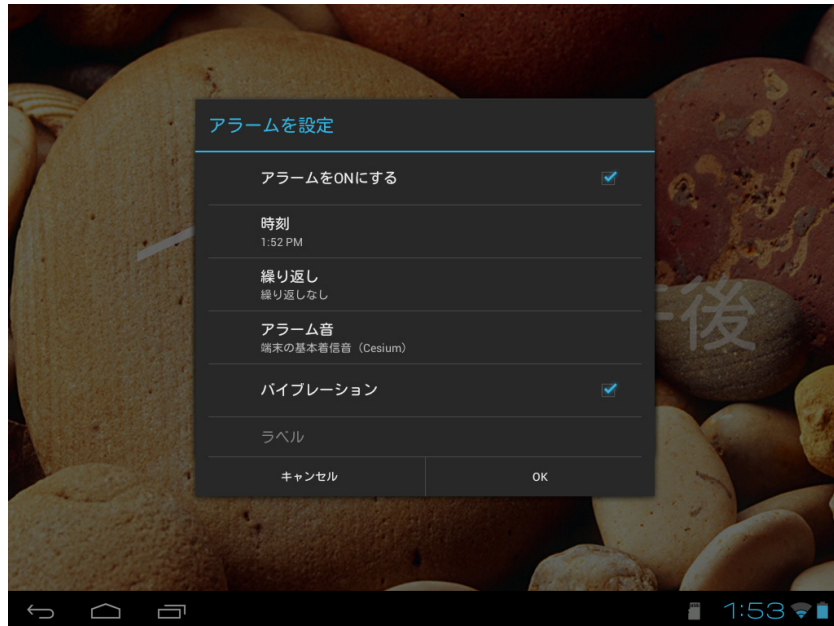 アラームを設定
アラームをONにする
時刻
1:52 PM
繰り返し
繰り返しなし
アラーム音
端末の基本着信音（Cesium）
バイブレーション
ラベル
キャンセル
OK
後
1:53